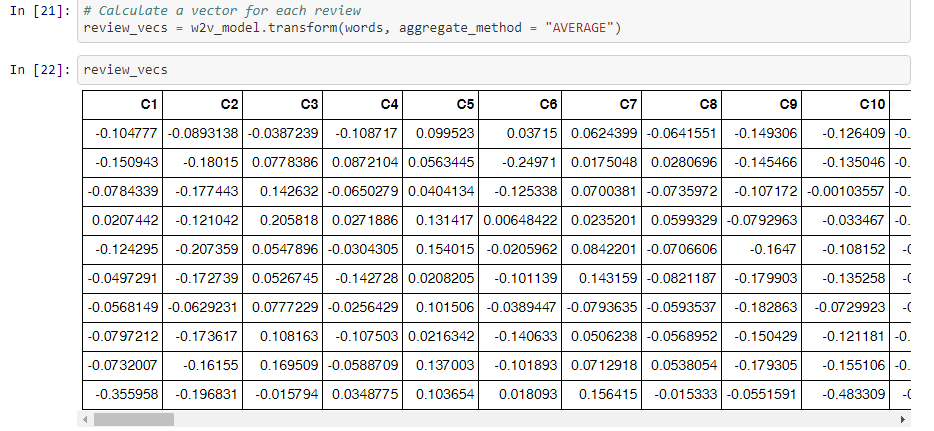 In [21]: # Calculate a vector for each review
review_vecs = w2v_model.transform(words, aggregate_method = "AVERAGE")
In [22]: review_vecs
C1 C2 C3 C4 C5 C6 C7 C8 C9 C10
-0.104777 -0.0893138 -0.0387239 -0.108717 0.099523 0.03715 0.0624399 -0.0641551 -0.149306 -0.126409 -0.
-0.150943 -0.18015 0.0778386 0.0872104 0.0563445 -0.24971 0.0175048 0.0280696 -0.145466 -0.135046 -0.
-0.0784339 -0.177443 0.142632 -0.0650279 0.0404134 -0.125338 0.0700381 -0.0735972 -0.107172 -0.00103557 -0.
0.0207442 -0.121042 0.205818 0.0271886 0.131417 0.00648422 0.0235201 0.0599329 -0.0792963 -0.033467 -0.
-0.124295 -0.207359 0.0547896 -0.0304305 0.154015 -0.0205962 0.0842201 -0.0706606 -0.1647 -0.108152 -0
-0.0497291 -0.172739 0.0526745 -0.142728 0.0208205 -0.101139 0.143159 -0.0821187 -0.179903 -0.135258 -0
-0.0568149 -0.0629231 0.0777229 -0.0256429 0.101506 -0.0389447 -0.0793635 -0.0593537 -0.182863 -0.0729923 -0
-0.0797212 -0.173617 0.108163 -0.107503 0.0216342 -0.140633 0.0506238 -0.0568952 -0.150429 -0.121181 -0.
-0.0732007 -0.16155 0.169509 -0.0588709 0.137003 -0.101893 0.0712918 0.0538054 -0.179305 -0.155106 -0.
-0.355958 -0.196831 -0.015794 0.0348775 0.103654 0.018093 0.156415 -0.015333 -0.0551591 -0.483309 -0